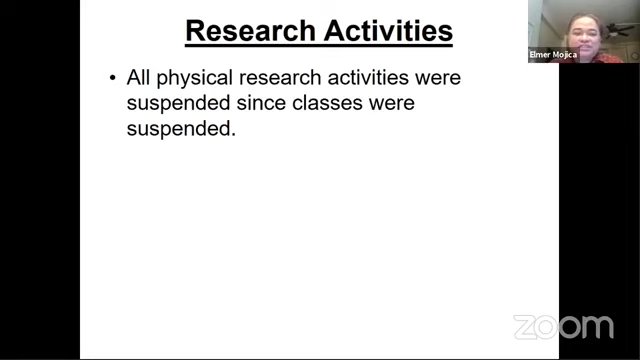 Research Activities
Elmer Mojica
• All physical research activities were
suspended since classes were
suspended.
zoom